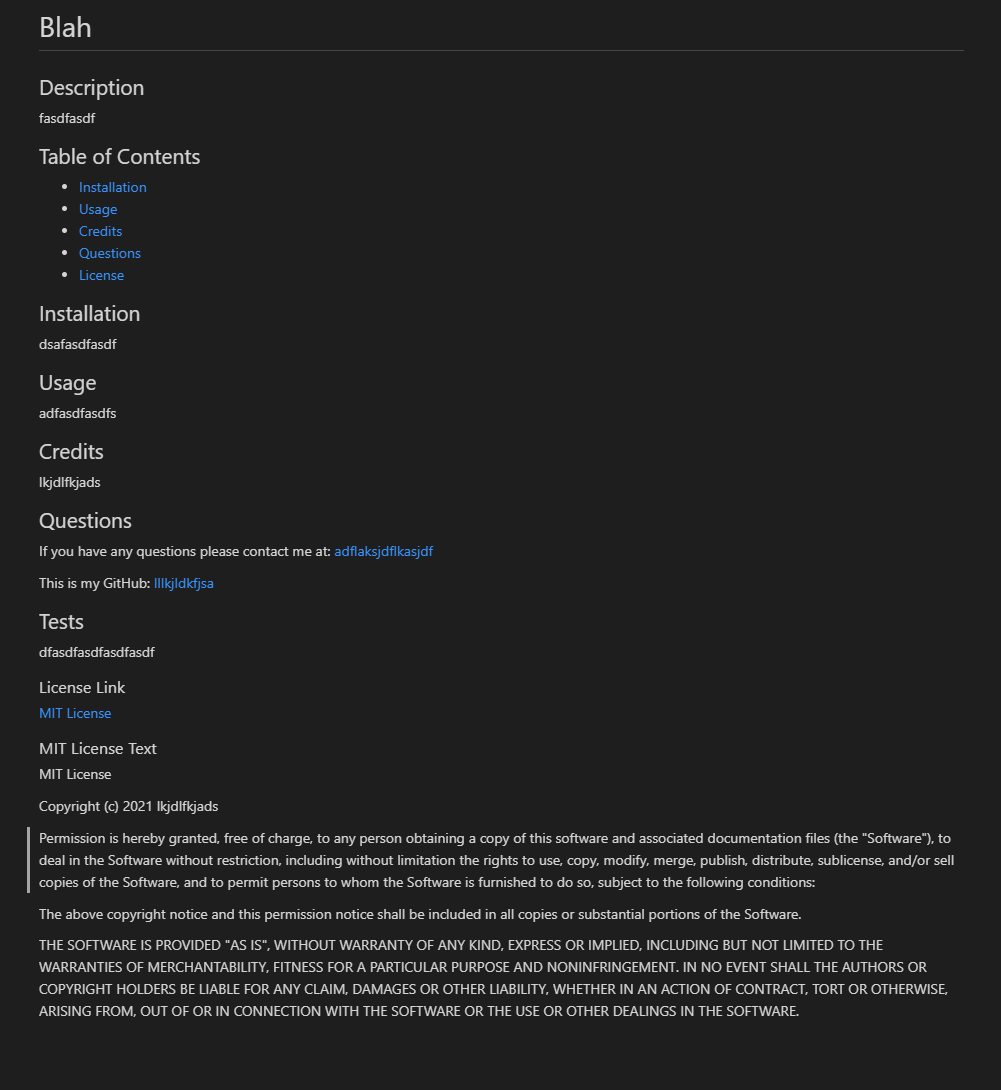 Blah
Description
fasdfasdf
Table of Contents
Installation
Usage
Credits
Questions
License
Installation
dsafasdfasdf
Usage
adfasdfasdfs
Credits
lkjdlfkjads
Questions
If you have any questions please contact me at: adflaksjdflkasjdf
This is my GitHub: lllkjldkfjsa
Tests
dfasdfasdfasdfasdf
License Link
MIT License
MIT License Text
MIT License
Copyright (c) 2021 lkjdlfkjads
Permission is hereby granted, free of charge, to any person obtaining a copy of this software and associated documentation files (the "Software"), to
deal in the Software without restriction, including without limitation the rights to use, copy, modify, merge, publish, distribute, sublicense, and/or sell
copies of the Software, and to permit persons to whom the Software is furnished to do so, subject to the following conditions:
The above copyright notice and this permission notice shall be included in all copies or substantial portions of the Software.
THE SOFTWARE IS PROVIDED "AS IS", WITHOUT WARRANTY OF ANY KIND, EXPRESS OR IMPLIED, INCLUDING BUT NOT LIMITED TO THE
WARRANTIES OF MERCHANTABILITY, FITNESS FOR A PARTICULAR PURPOSE AND NONINFRINGEMENT. IN NO EVENT SHALL THE AUTHORS OR
COPYRIGHT HOLDERS BE LIABLE FOR ANY CLAIM, DAMAGES OR OTHER LIABILITY, WHETHER IN AN ACTION OF CONTRACT, TORT OR OTHERWISE,
ARISING FROM, OUT OF OR IN CONNECTION WITH THE SOFTWARE OR THE USE OR OTHER DEALINGS IN THE SOFTWARE.